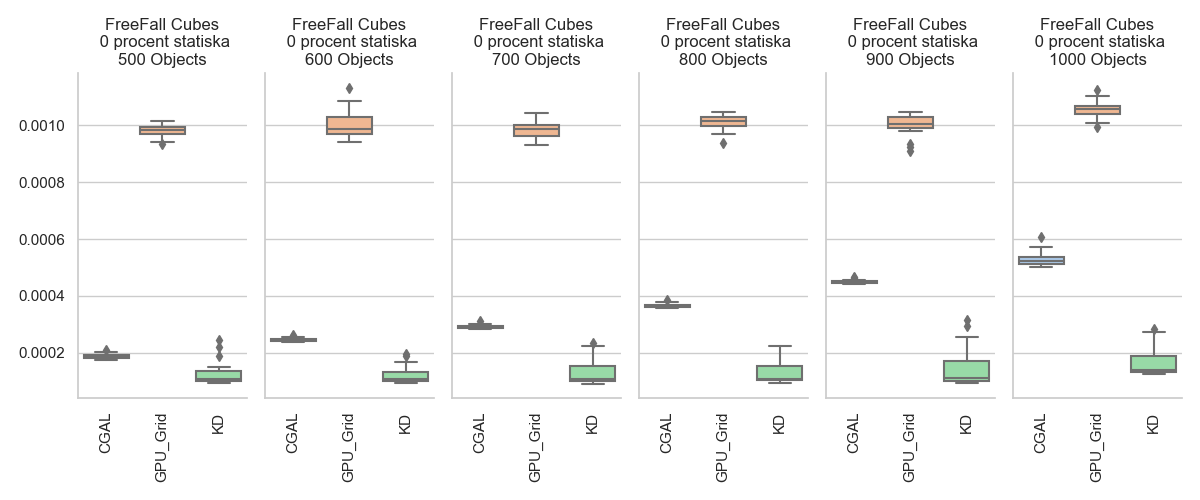 FreeFall Cubes
0 procent statiska
500 Objects
FreeFall Cubes
0 procent statiska
600 Objects
FreeFall Cubes
0 procent statiska
700 Objects
FreeFall Cubes
0 procent statiska
800 Objects
FreeFall Cubes
0 procent statiska
900 Objects
FreeFall Cubes
0 procent statiska
1000 Objects
0.0010
0.0008
0.0006
0.0004
0.0002
CGAL
GPU_Grid
KD
CGAL
GPU_Grid
KD
CGAL
GPU_Grid
KD
CGAL
GPU_Grid
KD
CGAL
GPU_Grid
KD
CGAL
GPU_Grid
KD